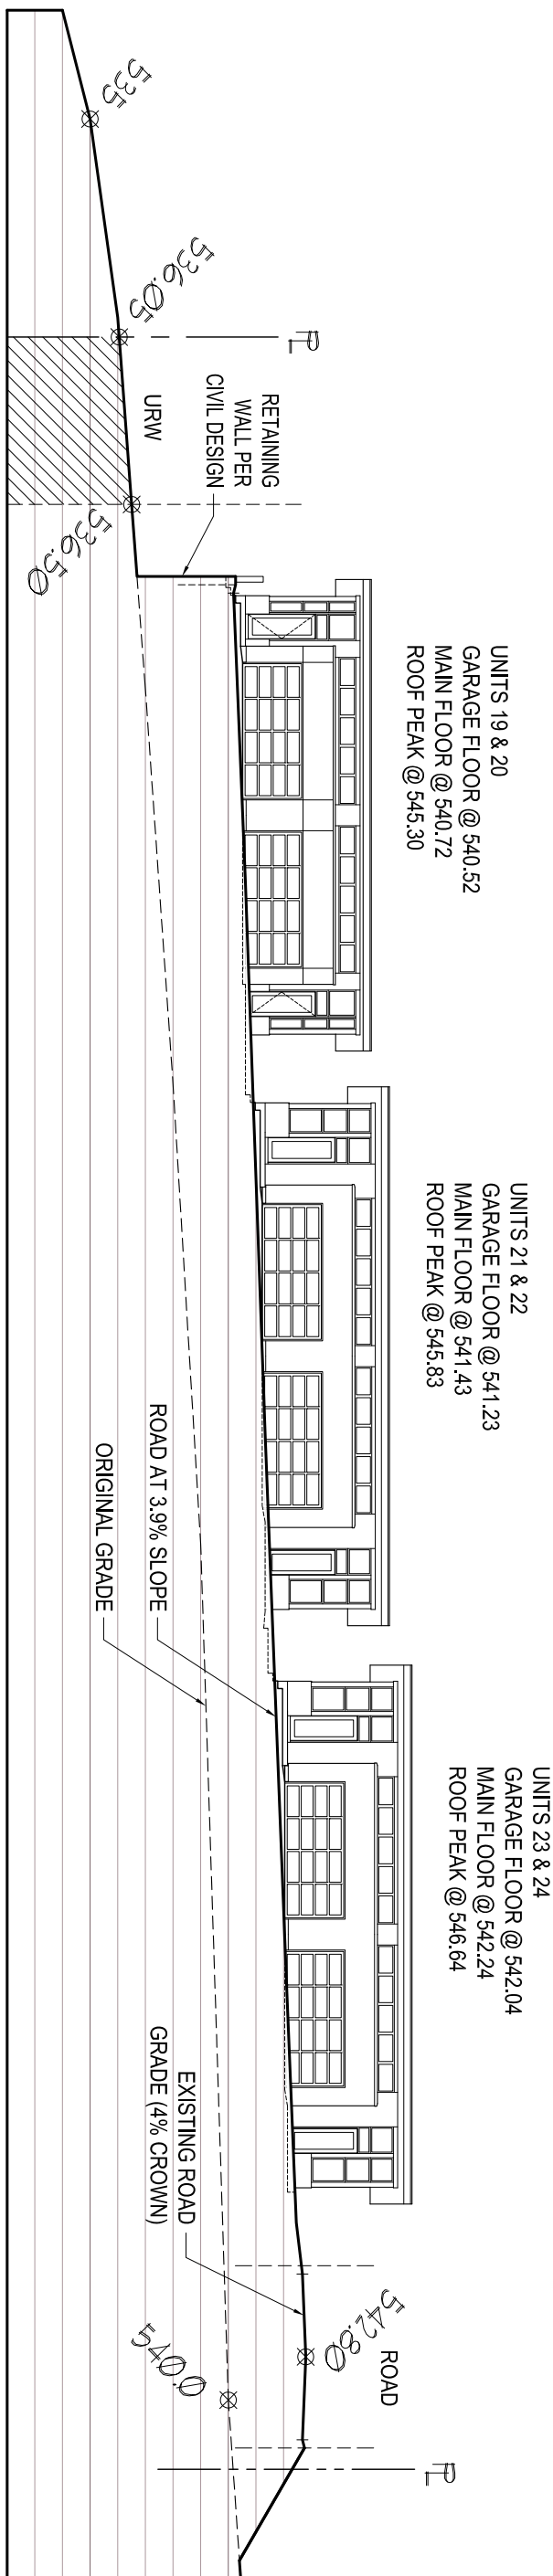 UNITS 19 & 20
GARAGE FLOOR @ 540.52
MAIN FLOOR @ 540.72
ROOF PEAK @ 545.30
UNITS 21 & 22
GARAGE FLOOR @ 541.23
MAIN FLOOR @ 541.43
ROOF PEAK @ 545.83
UNITS 23 & 24
GARAGE FLOOR @ 542.04
MAIN FLOOR @ 542.24
ROOF PEAK @ 546.64
535
536.05
PL
RETAINING
WALL PER
CIVIL DESIGN
URW
536.50
ROAD AT 3.9% SLOPE
ORIGINAL GRADE
EXISTING ROAD
GRADE (4% CROWN)
542.80
ROAD
540.0
PL